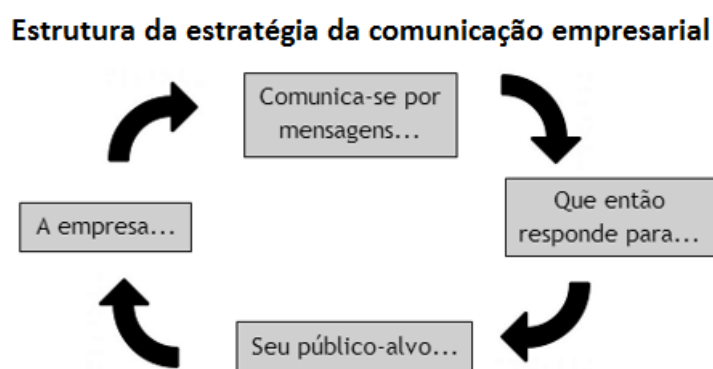 Estrutura da estratégia da comunicação empresarial
Comunica-se por
mensagens...
Que então
responde para...
A empresa...
Seu público-alvo...